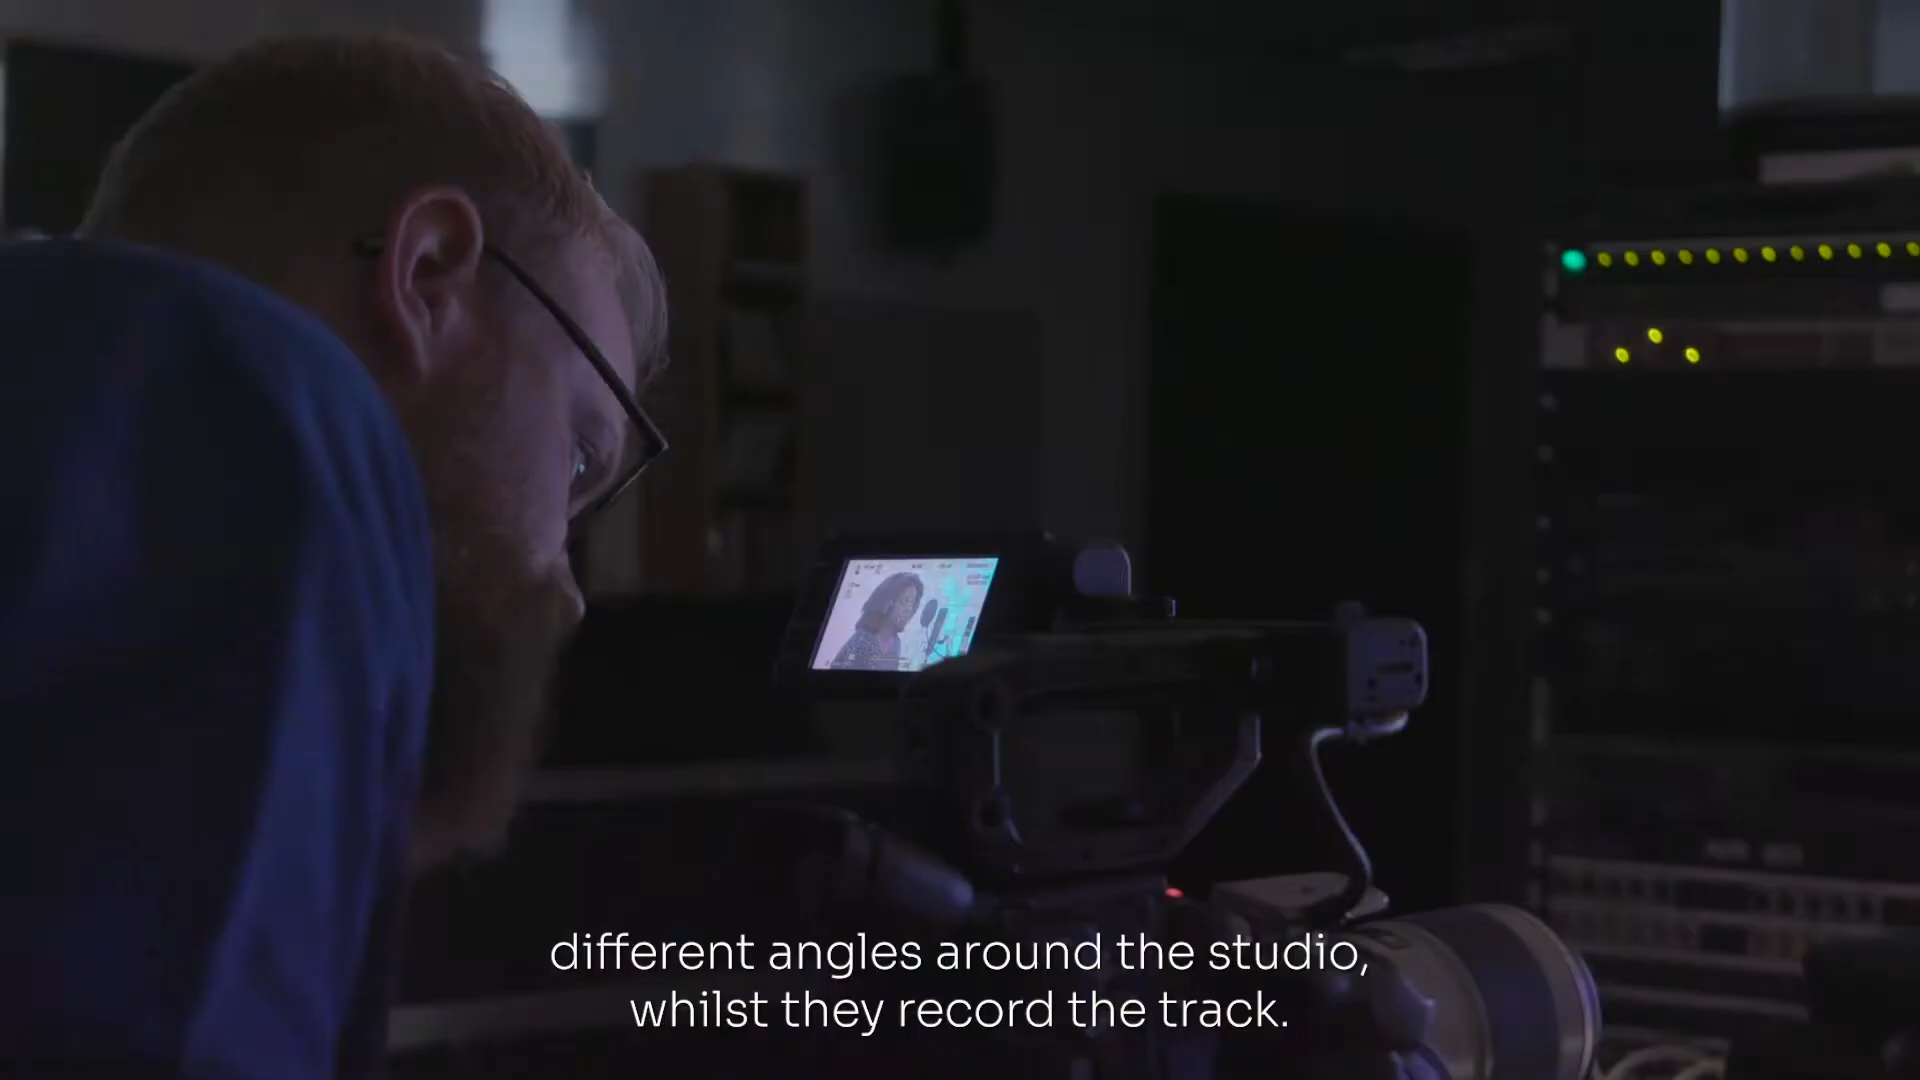 different angles around the studio,
whilst they record the track.